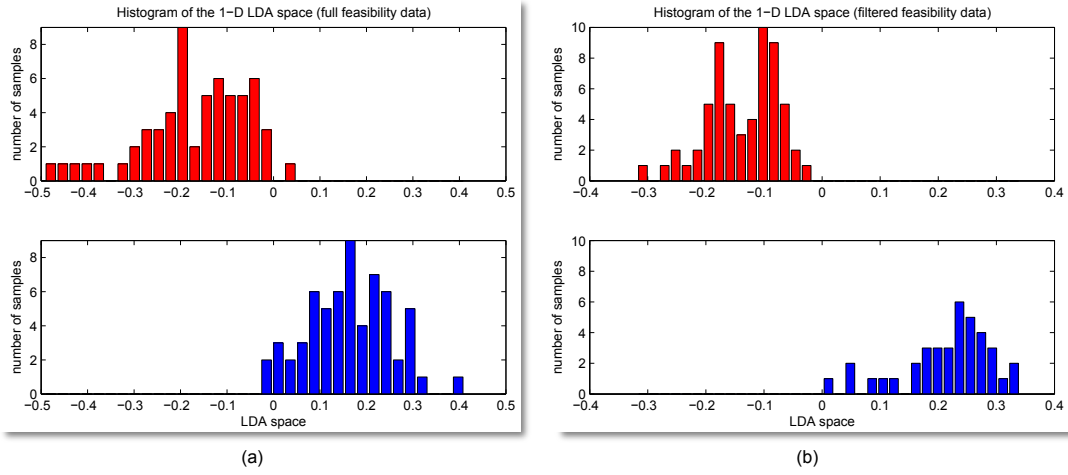 Histogram of the 1−D LDA space (full feasibility data)
number of samples
8
6
4
2
0
−0.5 −0.4 −0.3 −0.2 −0.1 0 0.1 0.2 0.3 0.4 0.5
number of samples
8
6
4
2
0
−0.5 −0.4 −0.3 −0.2 −0.1 0 0.1 0.2 0.3 0.4 0.5
LDA space
(a)
Histogram of the 1−D LDA space (filtered feasibility data)
number of samples
10
8
6
4
2
0
−0.4 −0.3 −0.2 −0.1 0 0.1 0.2 0.3 0.4
number of samples
10
8
6
4
2
0
−0.4 −0.3 −0.2 −0.1 0 0.1 0.2 0.3 0.4
LDA space
(b)